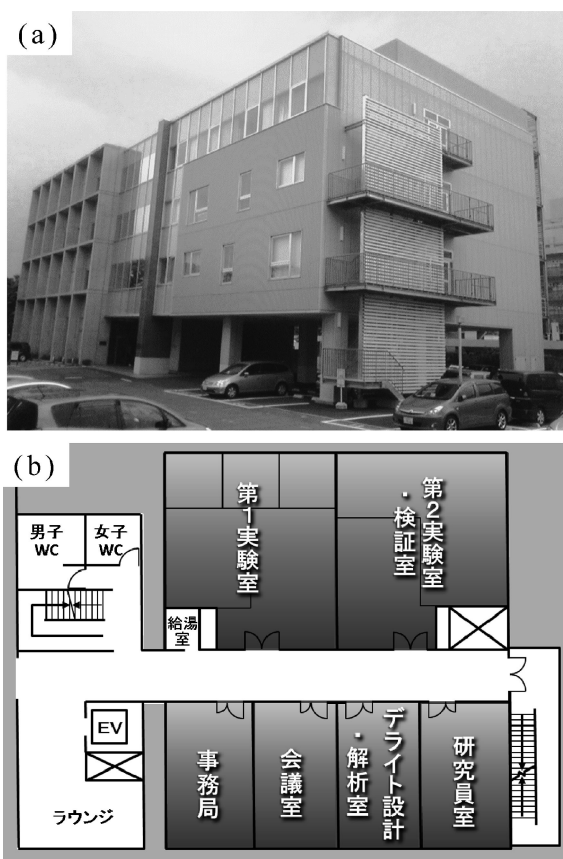 (a)
(b)
男子
WC
女子
WC
第1実験室
第2実験室
・検証室
給湯
室
EV
ラウンジ
事務局
会議室
デライト設計
・解析室
研究員室